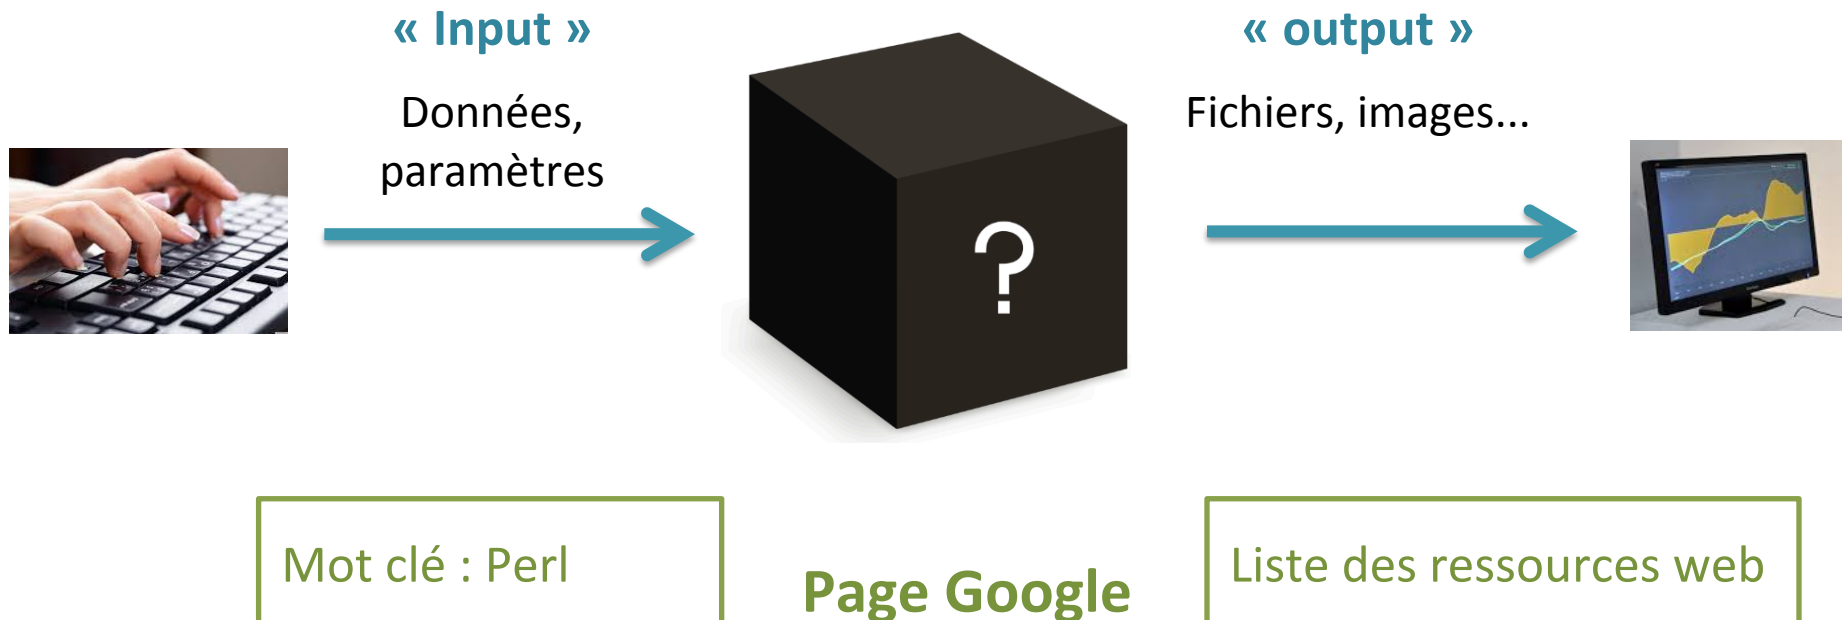 « Input »
Données,
paramètres
?
« output »
Fichiers, images...
Mot clé : Perl
Page Google
Liste des ressources web